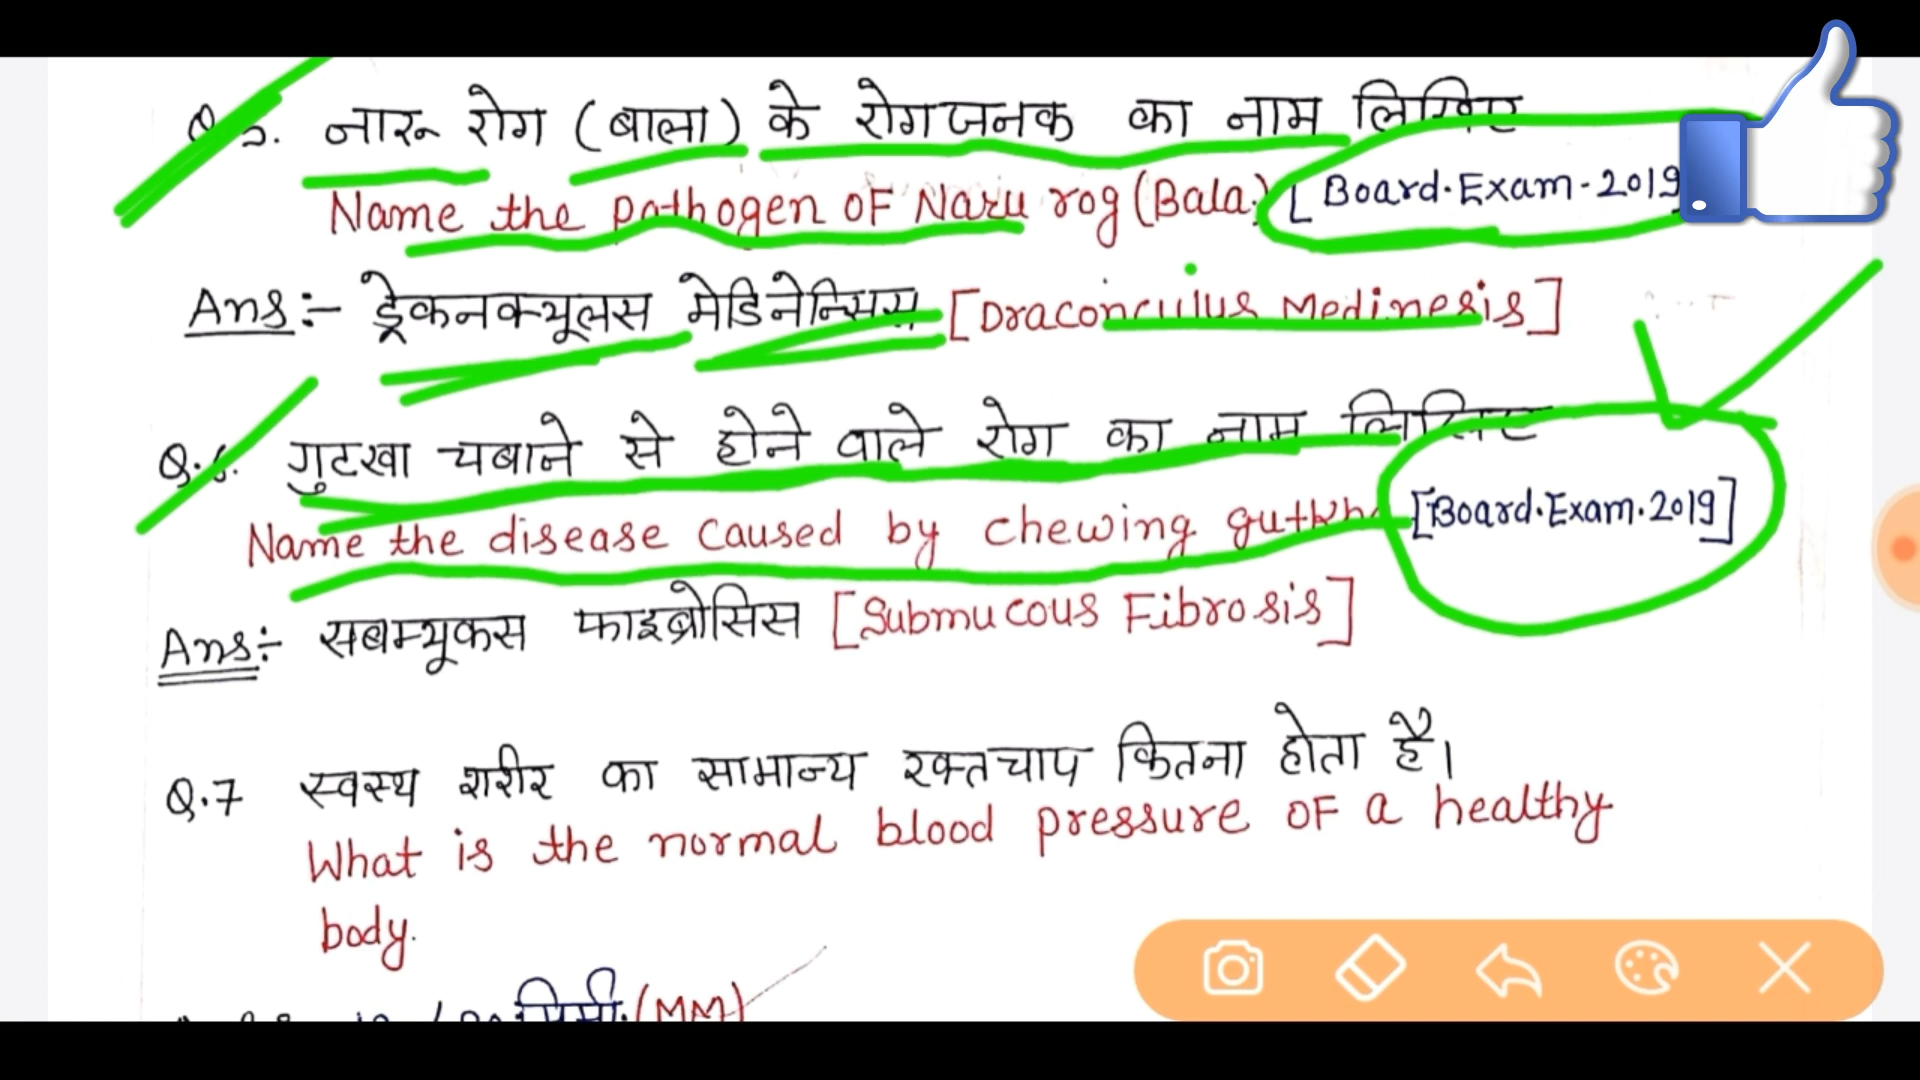 Q.5. नारू रोग (बाला) के रोगजनक का नाम लिखिए
Name the pathogen OF Naru rog (Bala) [Board.Exam-2019
Ans:- ड्रेकनक्यूलस मेडिनेन्सिस [Draconculus Medinesis]
Q.6. गुटखा चबाने से होने वाले रोग का नाम लिखिए
Name the disease caused by chewing gutkha [Board.Exam.2019]
Ans:- सबम्यूकस फाइब्रोसिस [Submucous Fibrosis]
Q.7 स्वस्थ शरीर का सामान्य रक्तचाप कितना होता है।
What is the normal blood pressure OF a healthy
body.
मिमी. (MM)